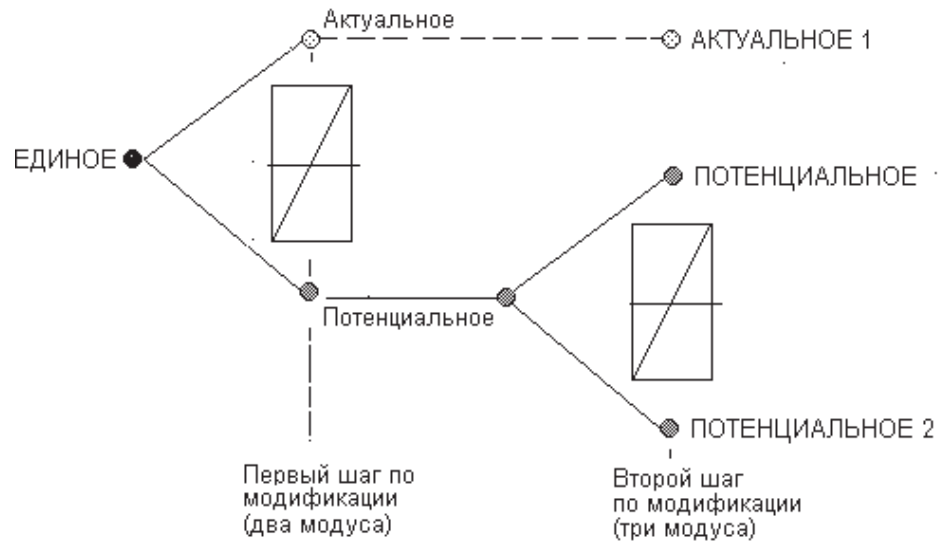 Актуальное
АКТУАЛЬНОЕ 1
ЕДИНОЕ
ПОТЕНЦИАЛЬНОЕ
Потенциальное
ПОТЕНЦИАЛЬНОЕ 2
Первый шаг по
модификации
(два модуса)
Второй шаг
по модификации
(три модуса)